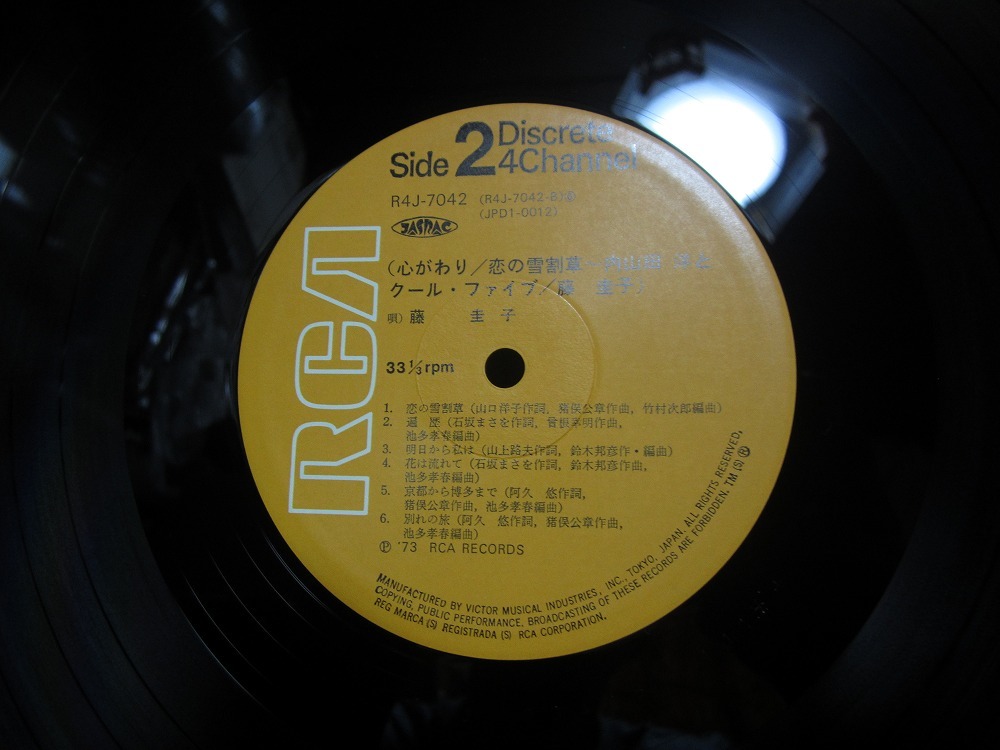 Side 2 Discrete
4Channel
R4J-7042 (R4J-7042-B)
(JPD1-0012)
JASRAC
RCA
(心がわり／恋の雪割草～内山田 洋と
クール・ファイブ／藤 圭子)
唄) 藤 圭 子
33 1/3 rpm
1. 恋の雪割草 (山口洋子作詞, 猪俣公章作曲, 竹村次郎編曲)
2. 遍 歴 (石坂まさを作詞, 曽根幸明作曲,
池多孝春編曲)
3. 明日から私は (山上路夫作詞, 鈴木邦彦作・編曲)
4. 花は流れて (石坂まさを作詞, 鈴木邦彦作曲,
池多孝春編曲)
5. 京都から博多まで (阿久 悠作詞,
猪俣公章作曲, 池多孝春編曲)
6. 別れの旅 (阿久 悠作詞, 猪俣公章作曲,
池多孝春編曲)
Ⓟ '73 RCA RECORDS
MANUFACTURED BY VICTOR MUSICAL INDUSTRIES, INC., TOKYO, JAPAN. ALL RIGHTS RESERVED.
COPYING, PUBLIC PERFORMANCE, BROADCASTING OF THESE RECORDS ARE FORBIDDEN. TM (S) ®
REG MARCA (S) REGISTRADA (S) RCA CORPORATION.